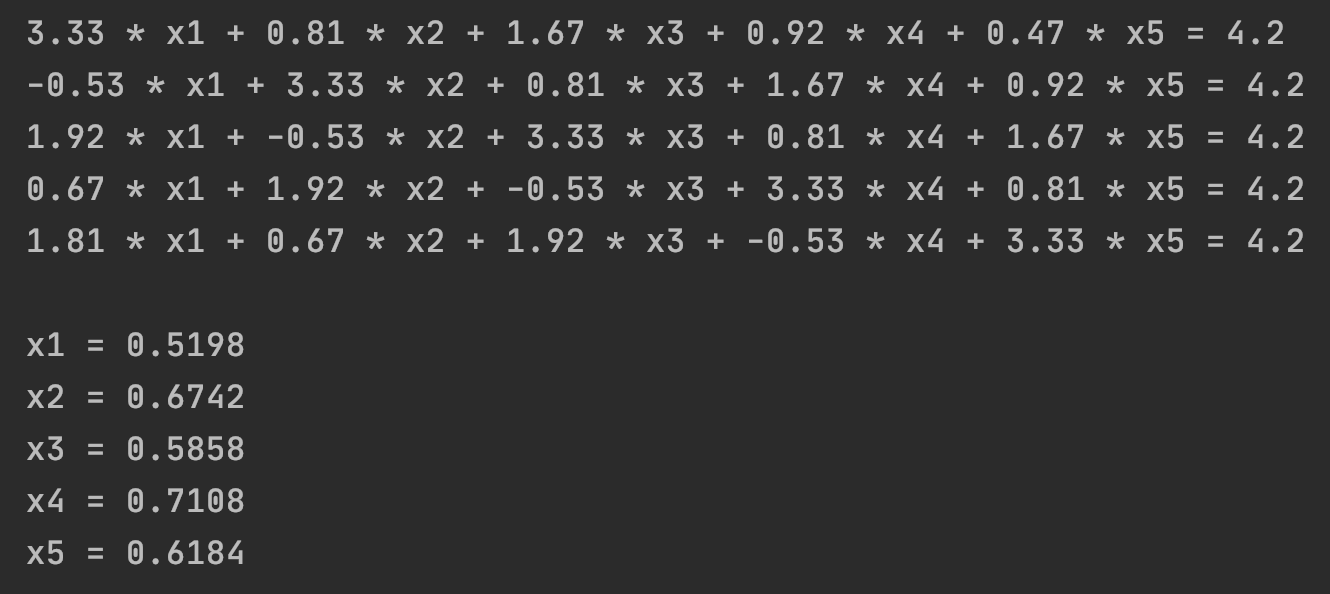 3.33 * x1 + 0.81 * x2 + 1.67 * x3 + 0.92 * x4 + 0.47 * x5 = 4.2
-0.53 * x1 + 3.33 * x2 + 0.81 * x3 + 1.67 * x4 + 0.92 * x5 = 4.2
1.92 * x1 + -0.53 * x2 + 3.33 * x3 + 0.81 * x4 + 1.67 * x5 = 4.2
0.67 * x1 + 1.92 * x2 + -0.53 * x3 + 3.33 * x4 + 0.81 * x5 = 4.2
1.81 * x1 + 0.67 * x2 + 1.92 * x3 + -0.53 * x4 + 3.33 * x5 = 4.2
x1 = 0.5198
x2 = 0.6742
x3 = 0.5858
x4 = 0.7108
x5 = 0.6184